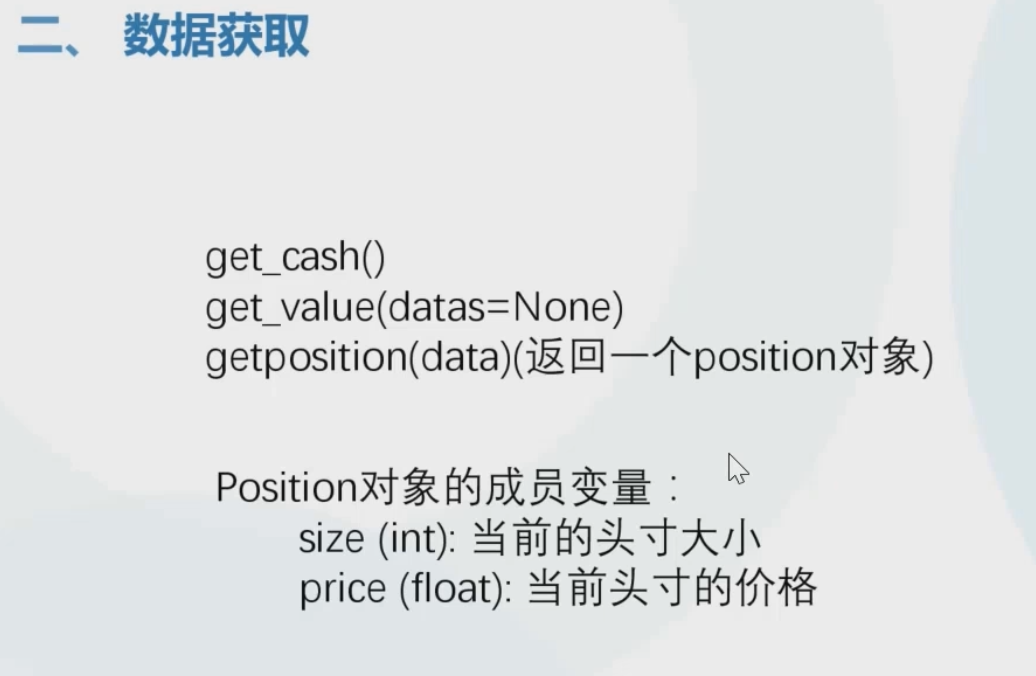 二、 数据获取
get_cash()
get_value(datas=None)
getposition(data)(返回一个position对象)
Position对象的成员变量：
size (int): 当前的头寸大小
price (float): 当前头寸的价格